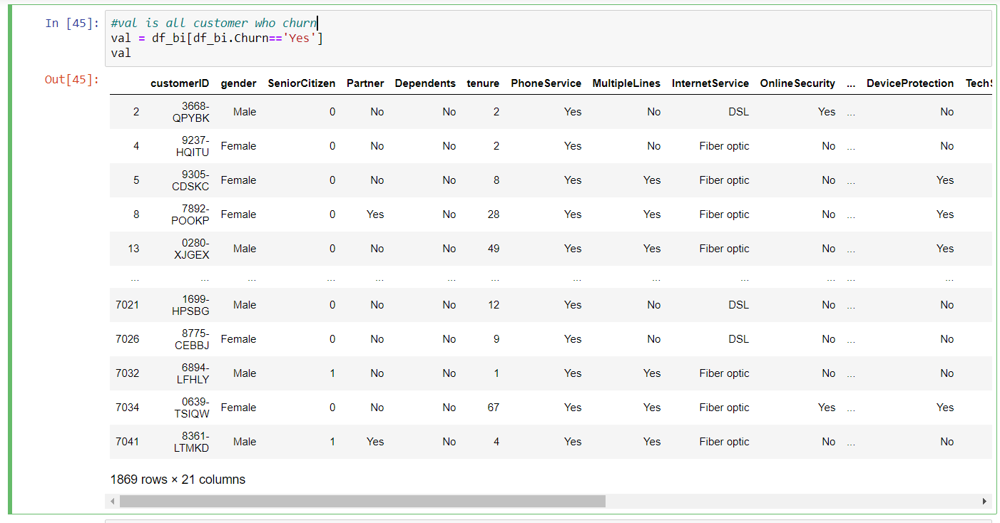 In [45]: #val is all customer who churn
val = df_bi[df_bi.Churn=='Yes']
val
Out[45]:
customerID gender SeniorCitizen Partner Dependents tenure PhoneService MultipleLines InternetService OnlineSecurity ... DeviceProtection TechS
2 3668-QPYBK Male 0 No No 2 Yes No DSL Yes ... No
4 9237-HQITU Female 0 No No 2 Yes No Fiber optic No ... No
5 9305-CDSKC Female 0 No No 8 Yes Yes Fiber optic No ... Yes
8 7892-POOKP Female 0 Yes No 28 Yes Yes Fiber optic No ... Yes
13 0280-XJGEX Male 0 No No 49 Yes Yes Fiber optic No ... Yes
... ... ... ... ... ... ... ... ... ... ... ... ...
7021 1699-HPSBG Male 0 No No 12 Yes No DSL No ... No
7026 8775-CEBBJ Female 0 No No 9 Yes No DSL No ... No
7032 6894-LFHLY Male 1 No No 1 Yes Yes Fiber optic No ... No
7034 0639-TSIQW Female 0 No No 67 Yes Yes Fiber optic Yes ... Yes
7041 8361-LTMKD Male 1 Yes No 4 Yes Yes Fiber optic No ... No
1869 rows × 21 columns